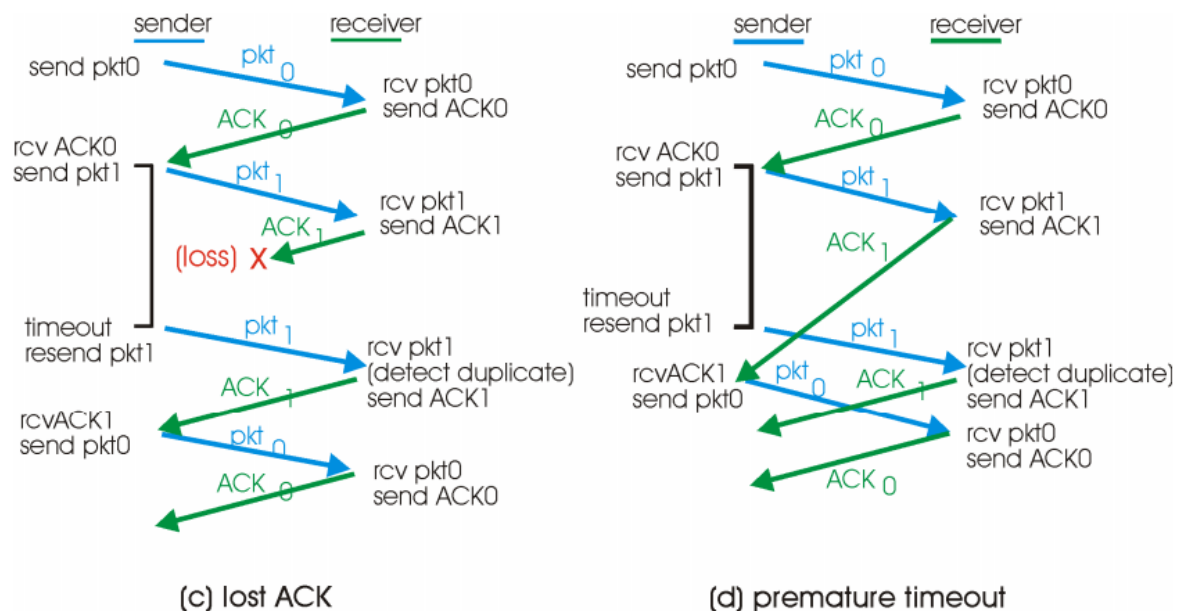 sender
receiver
send pkt0
pkt 0
rcv pkt0
send ACK0
ACK 0
rcv ACK0
send pkt1
pkt 1
rcv pkt1
send ACK1
ACK 1
(loss) X
timeout
resend pkt1
pkt 1
rcv pkt1
(detect duplicate)
send ACK1
ACK 1
rcvACK1
send pkt0
pkt 0
rcv pkt0
send ACK0
ACK 0
(c) lost ACK
sender
receiver
send pkt0
pkt 0
rcv pkt0
send ACK0
ACK 0
rcv ACK0
send pkt1
pkt 1
rcv pkt1
send ACK1
ACK 1
timeout
resend pkt1
pkt 1
rcv pkt1
(detect duplicate)
send ACK1
rcvACK1
send pkt0
pkt 0
ACK 1
rcv pkt0
send ACK0
ACK 0
(d) premature timeout